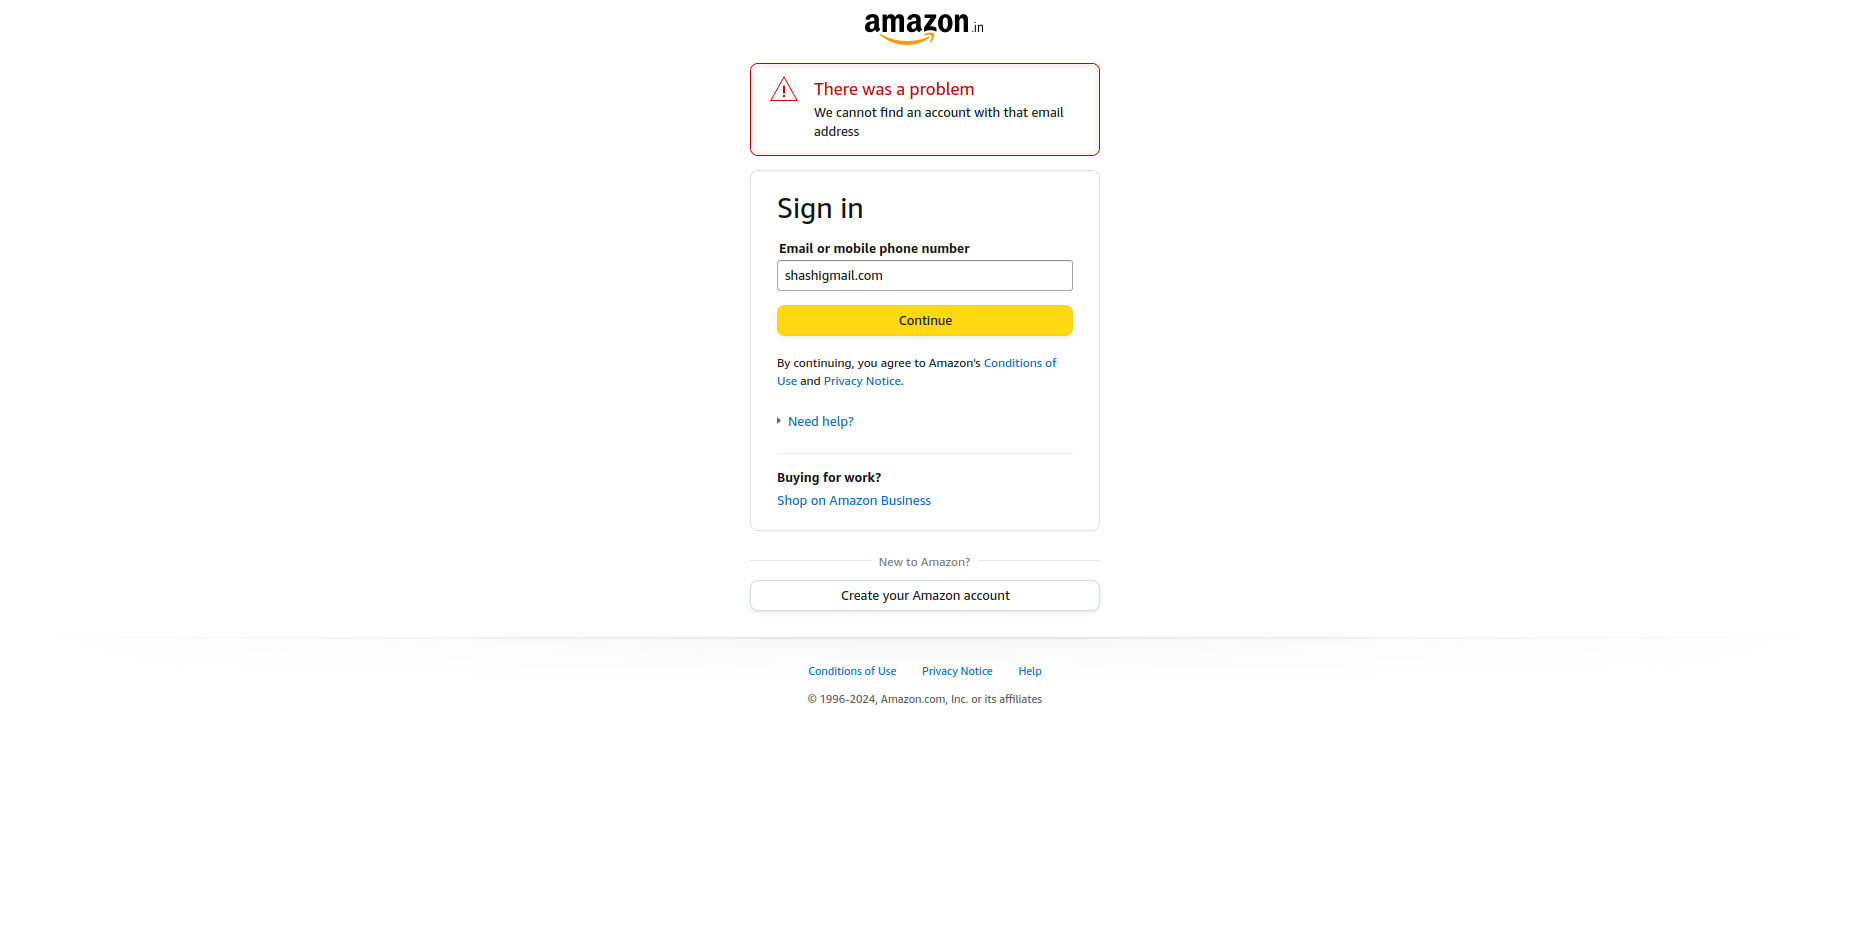 amazon.in
There was a problem
We cannot find an account with that email
address
Sign in
Email or mobile phone number
shashigmail.com
Continue
By continuing, you agree to Amazon's Conditions of
Use and Privacy Notice.
Need help?
Buying for work?
Shop on Amazon Business
New to Amazon?
Create your Amazon account
Conditions of Use Privacy Notice Help
© 1996-2024, Amazon.com, Inc. or its affiliates